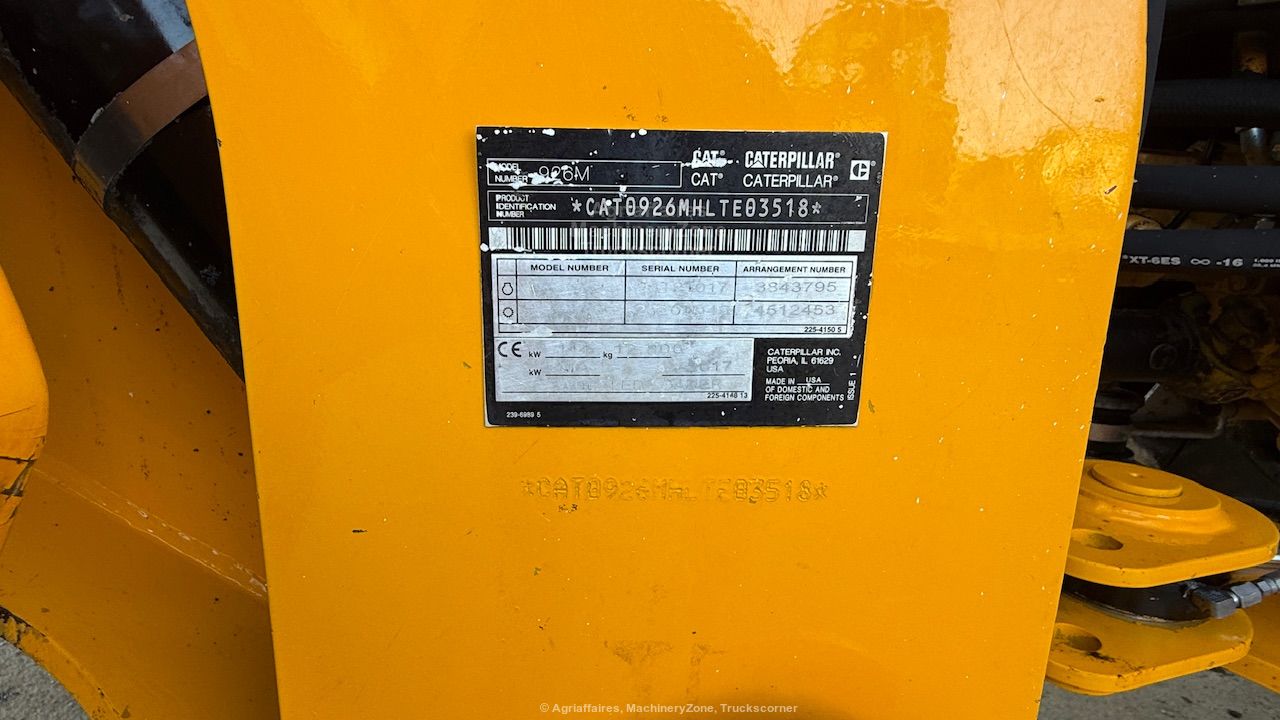 MODEL NUMBER 926M
CAT® CATERPILLAR®
CAT® CATERPILLAR®
PRODUCT IDENTIFICATION NUMBER *CAT0926MHLTE03518*
MachineryZone
MODEL NUMBER SERIAL NUMBER ARRANGEMENT NUMBER
3843795
4512453
225-4150 5
CE kW kg
kW
225-4148 13
CATERPILLAR INC.
PEORIA, IL 61629
USA
MADE IN USA
OF DOMESTIC AND
FOREIGN COMPONENTS
ISSUE 1
239-6989 5
*CAT0926MHLTE03518*
*XT-6ES -16
© Agriaffaires, MachineryZone, Truckscorner